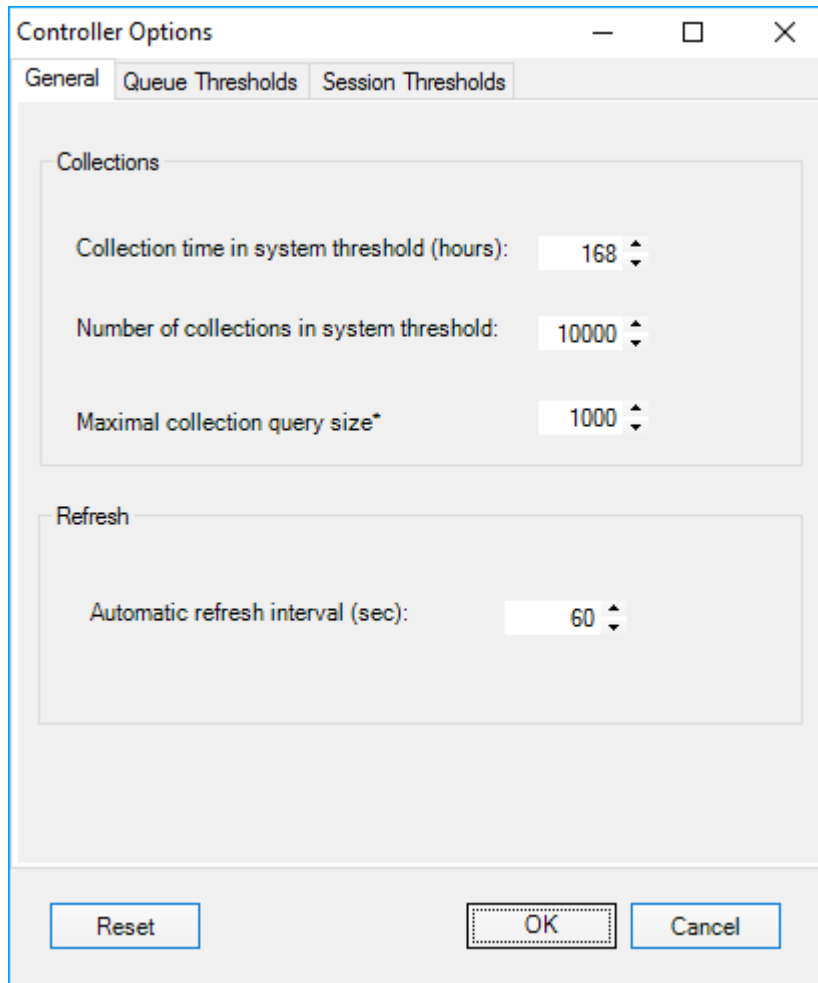 Controller Options
General Queue Thresholds Session Thresholds
Collections
Collection time in system threshold (hours): 168
Number of collections in system threshold: 10000
Maximal collection query size* 1000
Refresh
Automatic refresh interval (sec): 60
Reset OK Cancel